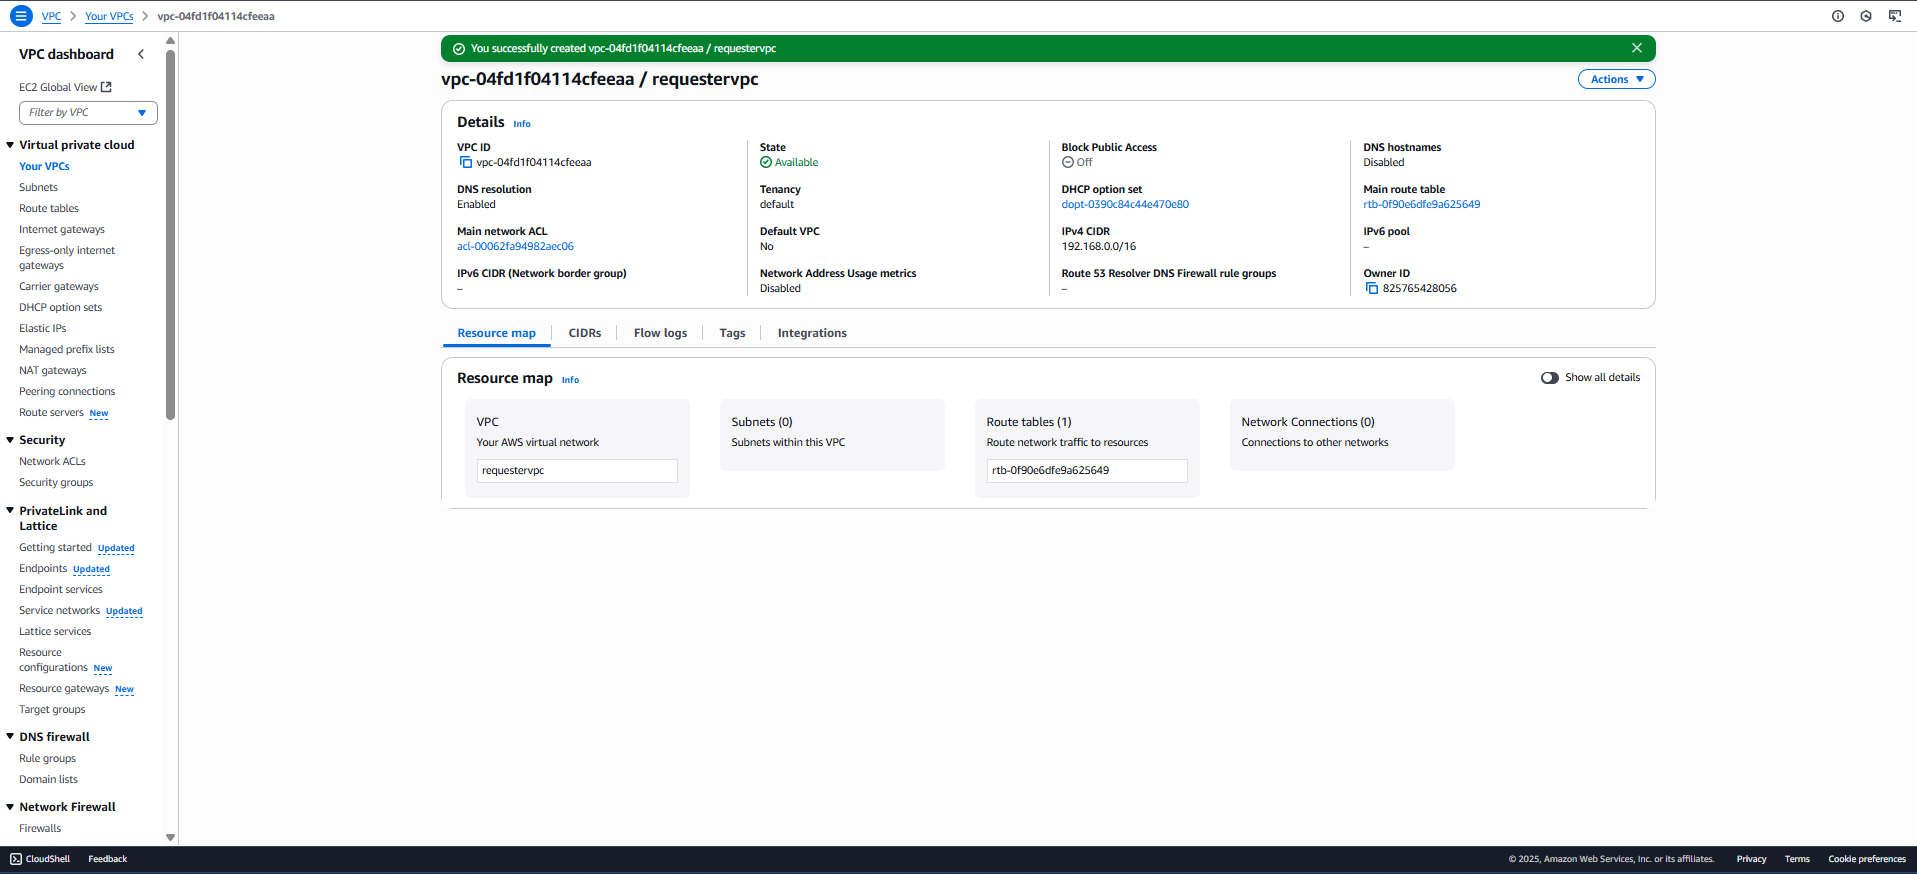 VPC > Your VPCs > vpc-04fd1f04114cfeeaa
VPC dashboard
EC2 Global View
Filter by VPC
Virtual private cloud
Your VPCs
Subnets
Route tables
Internet gateways
Egress-only internet
gateways
Carrier gateways
DHCP option sets
Elastic IPs
Managed prefix lists
NAT gateways
Peering connections
Route servers New
Security
Network ACLs
Security groups
PrivateLink and
Lattice
Getting started Updated
Endpoints Updated
Endpoint services
Service networks Updated
Lattice services
Resource
configurations New
Resource gateways New
Target groups
DNS firewall
Rule groups
Domain lists
Network Firewall
Firewalls
You successfully created vpc-04fd1f04114cfeeaa / requestervpc
vpc-04fd1f04114cfeeaa / requestervpc
Actions
Details Info
VPC ID
vpc-04fd1f04114cfeeaa
State
Available
Block Public Access
Off
DNS hostnames
Disabled
DNS resolution
Enabled
Tenancy
default
DHCP option set
dopt-0390c84c44e470e80
Main route table
rtb-0f90e6dfe9a625649
Main network ACL
acl-00062fa94982aec06
Default VPC
No
IPv4 CIDR
192.168.0.0/16
IPv6 pool
–
IPv6 CIDR (Network border group)
–
Network Address Usage metrics
Disabled
Route 53 Resolver DNS Firewall rule groups
–
Owner ID
825765428056
Resource map
CIDRs
Flow logs
Tags
Integrations
Resource map Info
Show all details
VPC
Your AWS virtual network
requestervpc
Subnets (0)
Subnets within this VPC
Route tables (1)
Route network traffic to resources
rtb-0f90e6dfe9a625649
Network Connections (0)
Connections to other networks
CloudShell Feedback
© 2025, Amazon Web Services, Inc. or its affiliates. Privacy Terms Cookie preferences